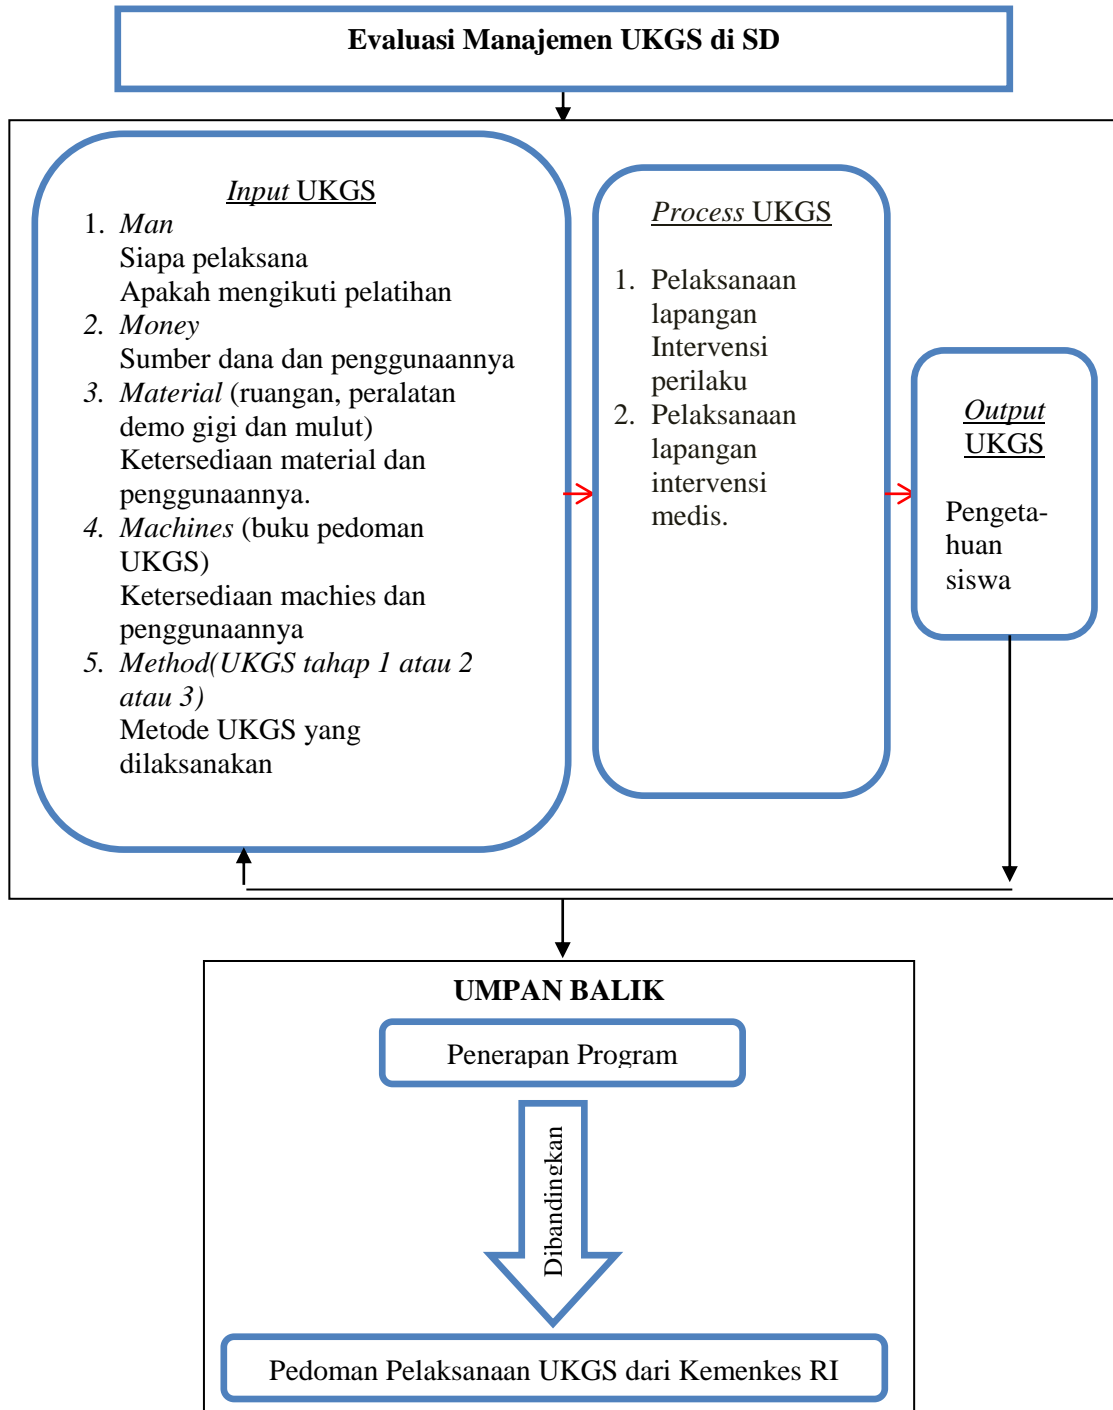 Evaluasi Manajemen UKGS di SD
Input UKGS
1. Man
Siapa pelaksana
Apakah mengikuti pelatihan
2. Money
Sumber dana dan penggunaannya
3. Material (ruangan, peralatan
demo gigi dan mulut)
Ketersediaan material dan
penggunaannya.
4. Machines (buku pedoman
UKGS)
Ketersediaan machies dan
penggunaannya
5. Method(UKGS tahap 1 atau 2
atau 3)
Metode UKGS yang
dilaksanakan
Process UKGS
1. Pelaksanaan
lapangan
Intervensi
perilaku
2. Pelaksanaan
lapangan
intervensi
medis.
Output
UKGS
Pengeta-
huan
siswa
UMPAN BALIK
Penerapan Program
Dibandingkan
Pedoman Pelaksanaan UKGS dari Kemenkes RI